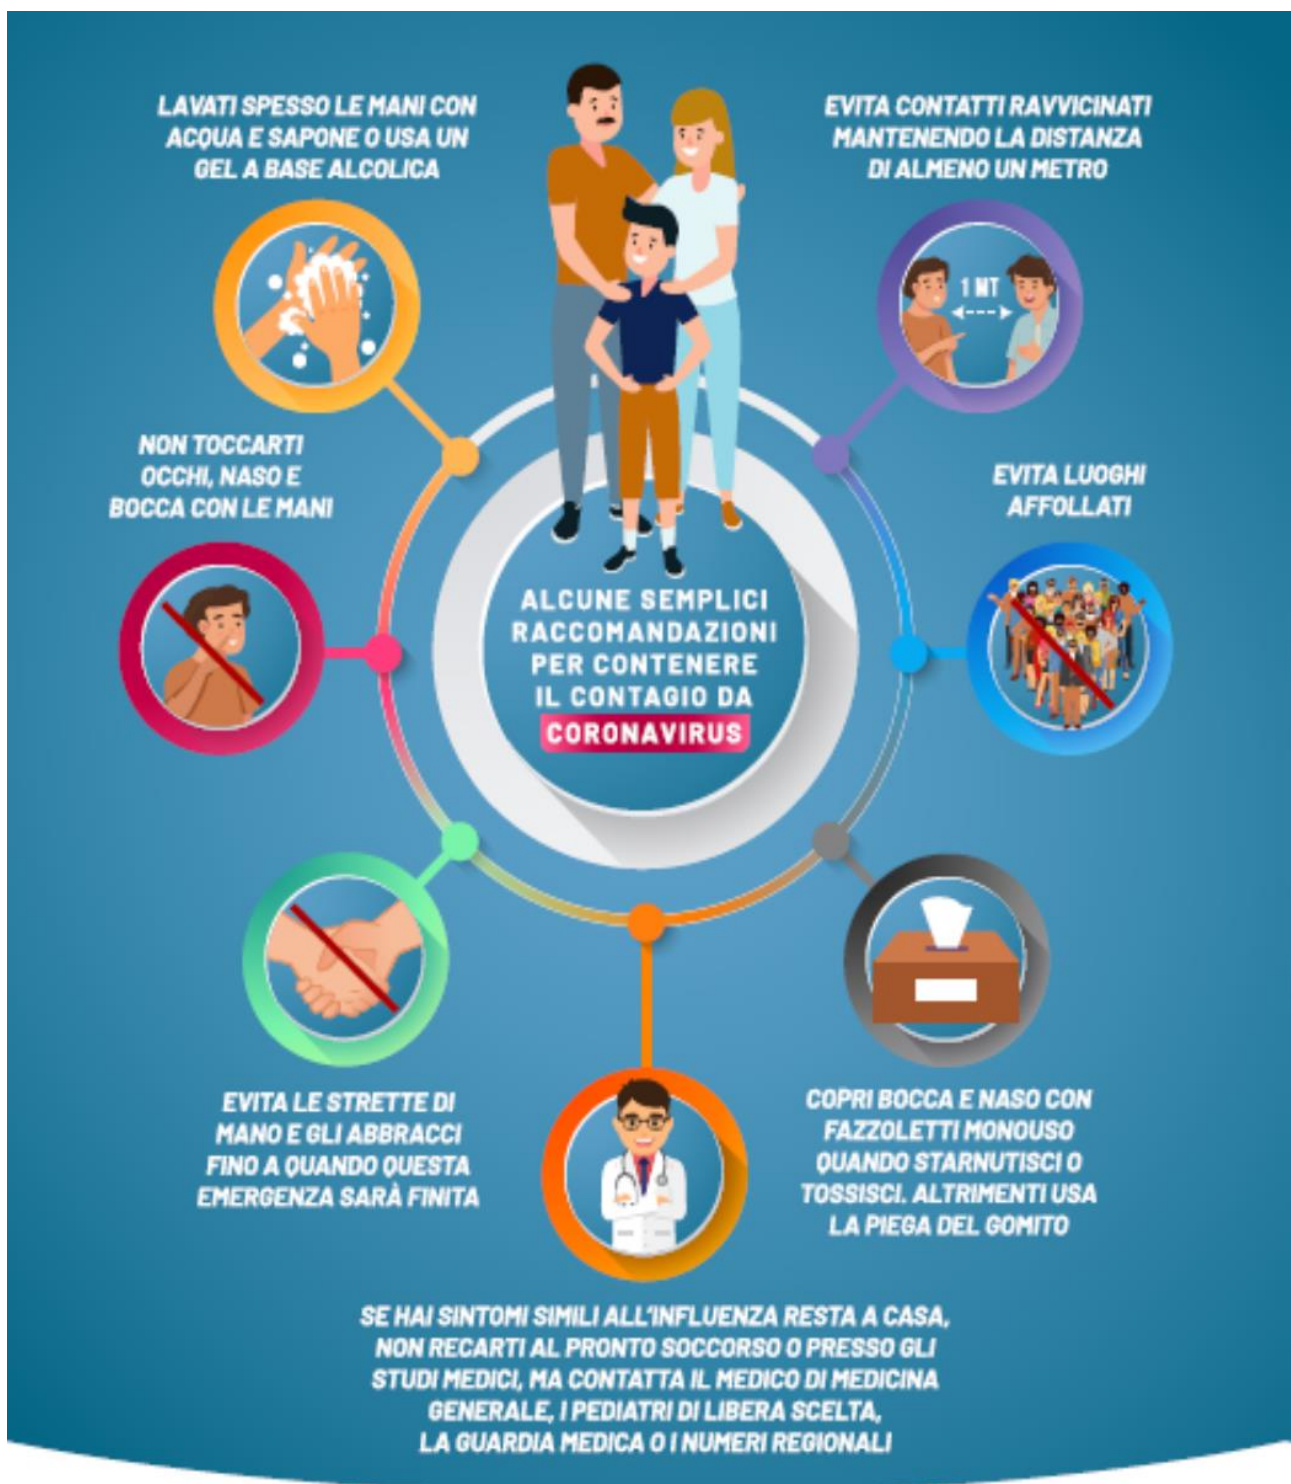 LAVATI SPESSO LE MANI CON
ACQUA E SAPONE O USA UN
GEL A BASE ALCOLICA
EVITA CONTATTI RAVVICINATI
MANTENENDO LA DISTANZA
DI ALMENO UN METRO
1 MT
NON TOCCARTI
OCCHI, NASO E
BOCCA CON LE MANI
EVITA LUOGHI
AFFOLLATI
ALCUNE SEMPLICI
RACCOMANDAZIONI
PER CONTENERE
IL CONTAGIO DA
CORONAVIRUS
EVITA LE STRETTE DI
MANO E GLI ABBRACCI
FINO A QUANDO QUESTA
EMERGENZA SARÀ FINITA
COPRI BOCCA E NASO CON
FAZZOLETTI MONOUSO
QUANDO STARNUTISCI O
TOSSISCI. ALTRIMENTI USA
LA PIEGA DEL GOMITO
SE HAI SINTOMI SIMILI ALL'INFLUENZA RESTA A CASA,
NON RECARTI AL PRONTO SOCCORSO O PRESSO GLI
STUDI MEDICI, MA CONTATTA IL MEDICO DI MEDICINA
GENERALE, I PEDIATRI DI LIBERA SCELTA,
LA GUARDIA MEDICA O I NUMERI REGIONALI